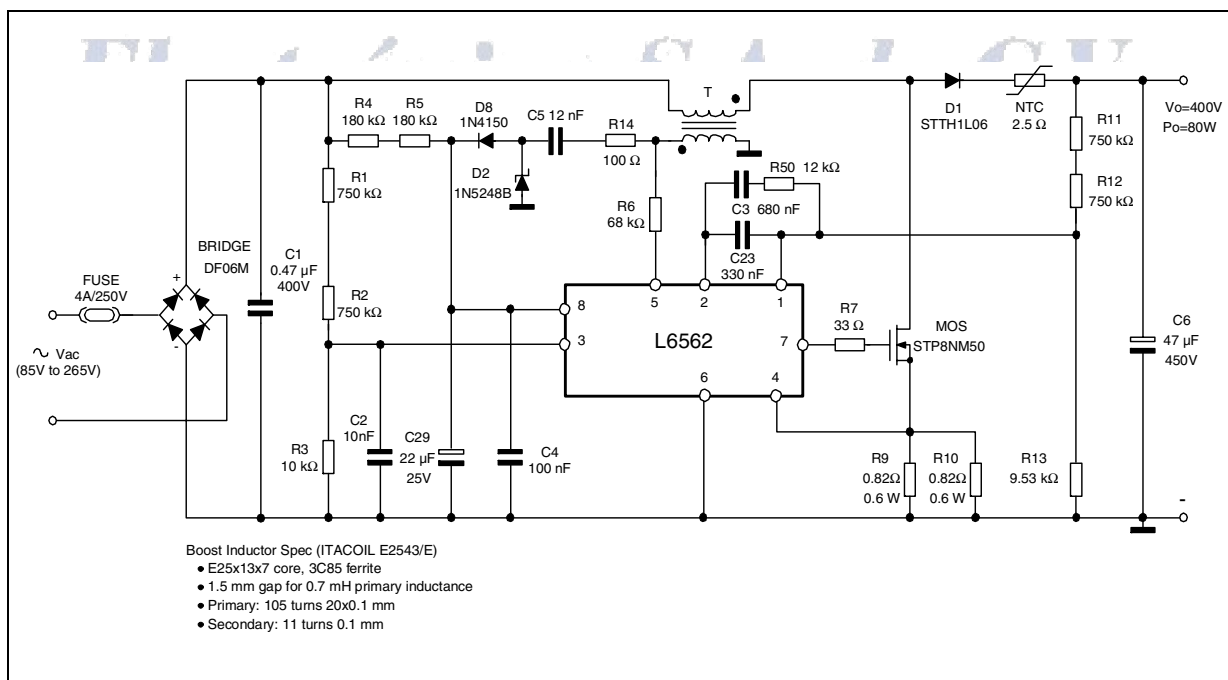 T
Vo=400V
Po=80W
D1
STTH1L06
NTC
2.5 Ω
R4
180 kΩ
R5
180 kΩ
D8
1N4150
C5 12 nF
R14
100 Ω
R11
750 kΩ
R1
750 kΩ
D2
1N5248B
R50 12 kΩ
C3 680 nF
R6
68 kΩ
R12
750 kΩ
C23
330 nF
BRIDGE
DF06M
+
-
C1
0.47 µF
400V
FUSE
4A/250V
R2
750 kΩ
5
2
1
8
3
L6562
7
6
4
R7
33 Ω
MOS
STP8NM50
C6
47 µF
450V
~ Vac
(85V to 265V)
R3
10 kΩ
C2
10nF
C29
22 µF
25V
C4
100 nF
R9
0.82Ω
0.6 W
R10
0.82Ω
0.6 W
R13
9.53 kΩ
-
Boost Inductor Spec (ITACOIL E2543/E)
● E25x13x7 core, 3C85 ferrite
● 1.5 mm gap for 0.7 mH primary inductance
● Primary: 105 turns 20x0.1 mm
● Secondary: 11 turns 0.1 mm